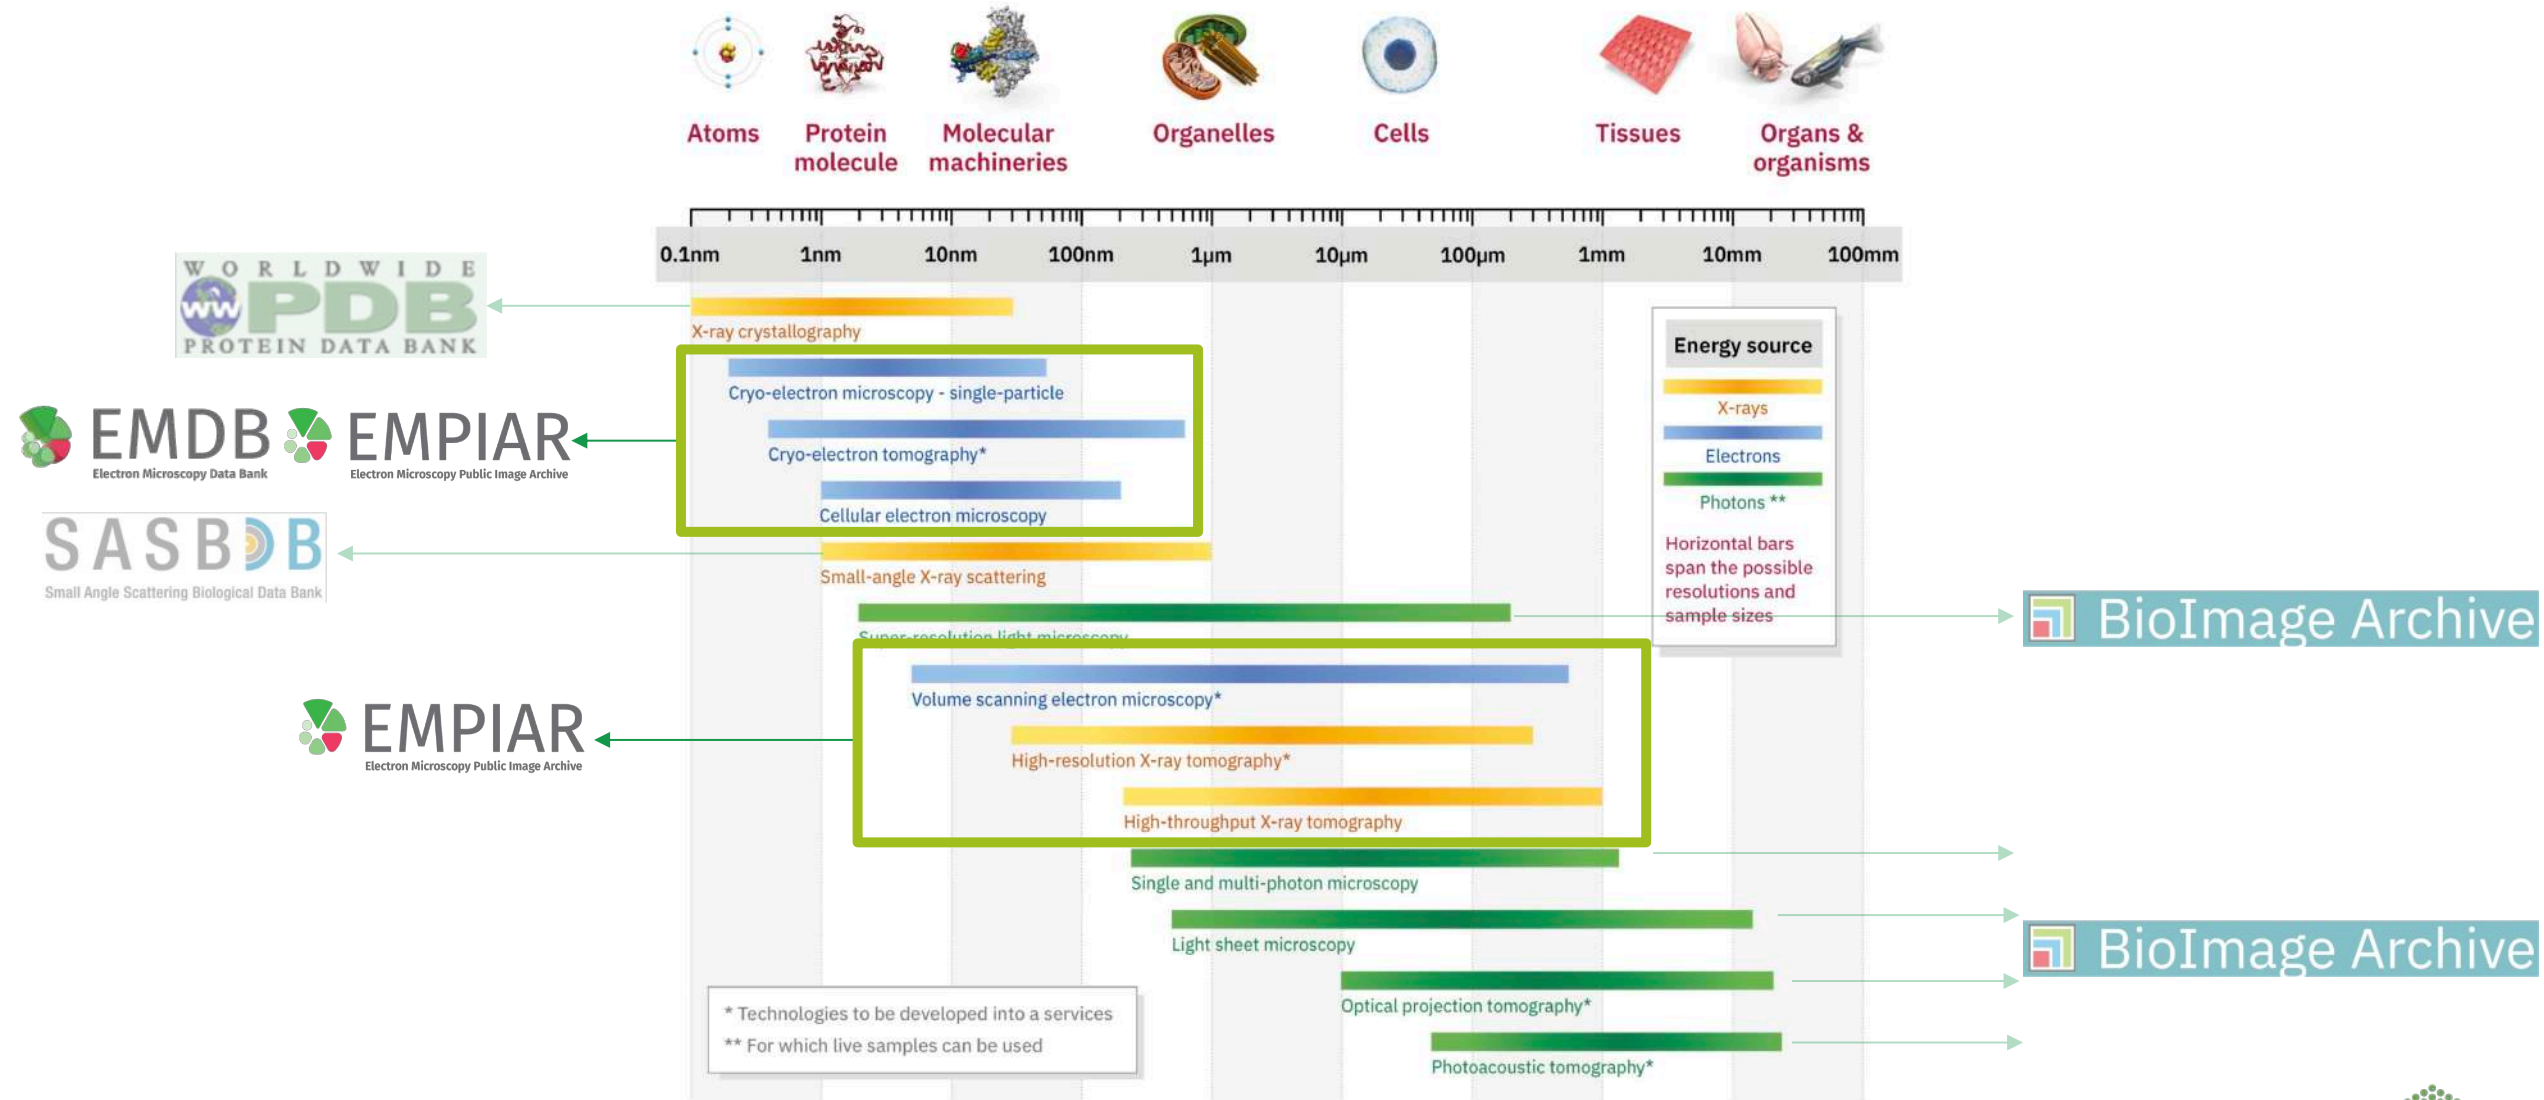 Atoms
Protein
molecule
Molecular
machineries
Organelles
Cells
Tissues
Organs &
organisms
0.1nm 1nm 10nm 100nm 1µm 10µm 100µm 1mm 10mm 100mm
WORLDWIDE
wwPDB
PROTEIN DATA BANK
X-ray crystallography
Cryo-electron microscopy - single-particle
Cryo-electron tomography*
Cellular electron microscopy
EMDB
Electron Microscopy Data Bank
EMPIAR
Electron Microscopy Public Image Archive
SASBDB
Small Angle Scattering Biological Data Bank
Small-angle X-ray scattering
Super-resolution light microscopy
Energy source
X-rays
Electrons
Photons **
Horizontal bars
span the possible
resolutions and
sample sizes
BioImage Archive
Volume scanning electron microscopy*
High-resolution X-ray tomography*
High-throughput X-ray tomography
EMPIAR
Electron Microscopy Public Image Archive
Single and multi-photon microscopy
Light sheet microscopy
Optical projection tomography*
Photoacoustic tomography*
BioImage Archive
* Technologies to be developed into a services
** For which live samples can be used